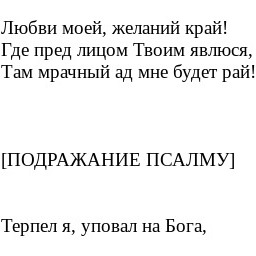 Любви моей, желаний край!
Где пред лицом Твоим явлюся,
Там мрачный ад мне будет рай!
[ПОДРАЖАНИЕ ПСАЛМУ]
Терпел я, уповал на Бога,